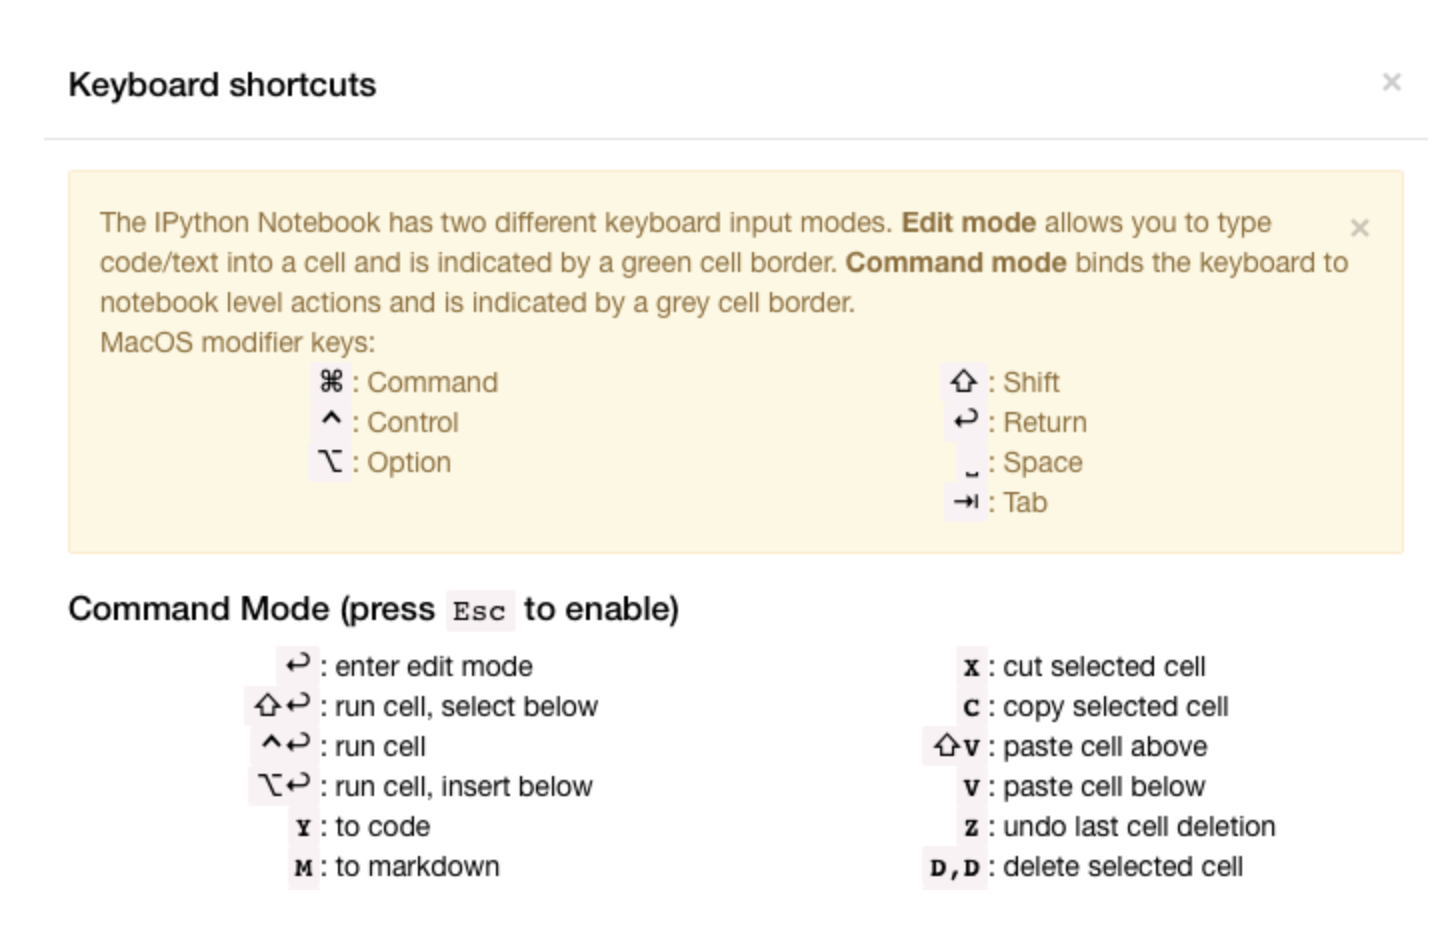 Keyboard shortcuts
×
The IPython Notebook has two different keyboard input modes. Edit mode allows you to type
×
code/text into a cell and is indicated by a green cell border. Command mode binds the keyboard to
notebook level actions and is indicated by a grey cell border.
MacOS modifier keys:
⌘ : Command
^ : Control
⌥ : Option
⇧ : Shift
↩ : Return
␣ : Space
⇥ : Tab
Command Mode (press Esc to enable)
↩ : enter edit mode
⇧↩ : run cell, select below
^↩ : run cell
⌥↩ : run cell, insert below
Y : to code
M : to markdown
X : cut selected cell
C : copy selected cell
⇧V : paste cell above
V : paste cell below
Z : undo last cell deletion
D,D : delete selected cell